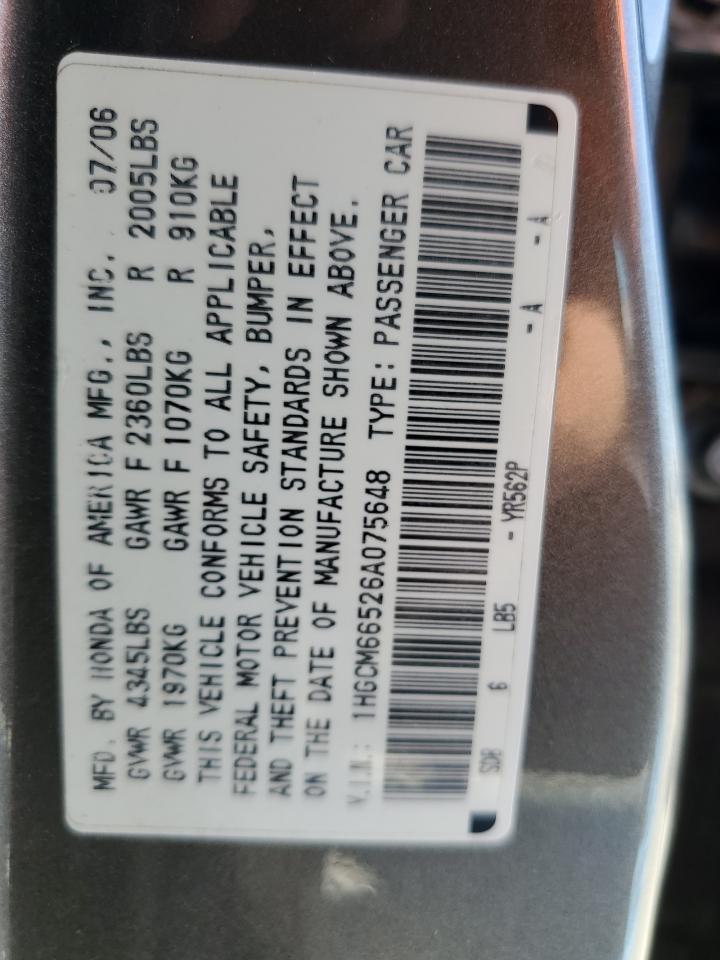 MFD. BY HONDA OF AMERICA MFG., INC. 07/06
GVWR 4345LBS GAWR F 2360LBS R 2005LBS
GVWR 1970KG GAWR F 1070KG R 910KG
THIS VEHICLE CONFORMS TO ALL APPLICABLE
FEDERAL MOTOR VEHICLE SAFETY, BUMPER,
AND THEFT PREVENTION STANDARDS IN EFFECT
ON THE DATE OF MANUFACTURE SHOWN ABOVE.
V.I.N.: 1HGCM66526A075648 TYPE: PASSENGER CAR
SDB 6 LB5 - YR562P - A - A